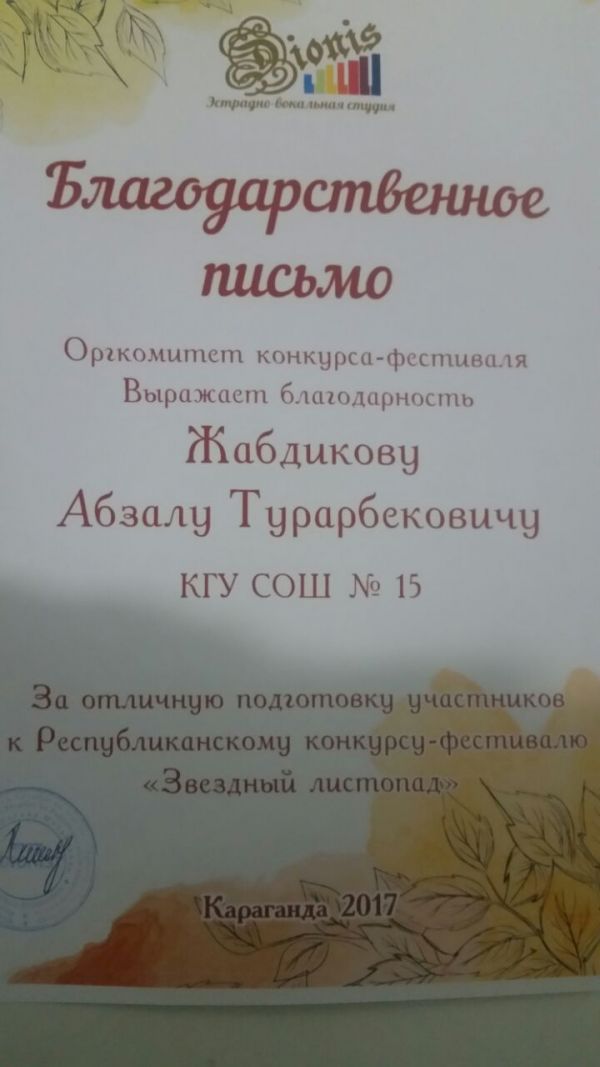 Dionis
Эстрадно-вокальная студия
Благодарственное
письмо
Оргкомитет конкурса-фестиваля
Выражает благодарность
Жабдикову
Абзалу Турарбековичу
КГУ СОШ № 15
За отличную подготовку участников
к Республиканскому конкурсу-фестивалю
«Звездный листопад»
Караганда 2017